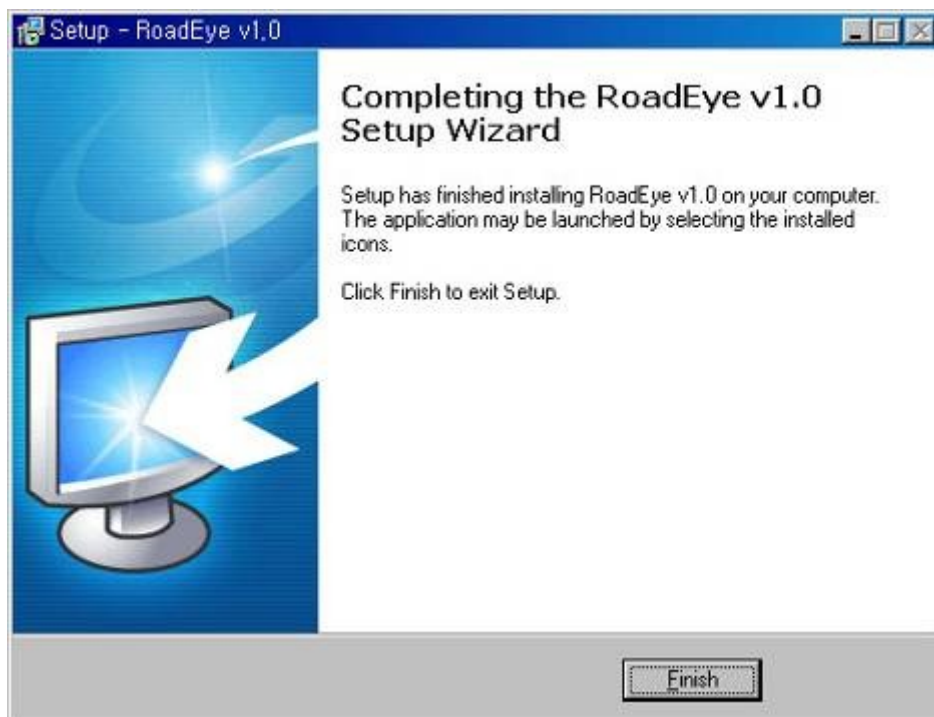 Setup - RoadEye v1.0
Completing the RoadEye v1.0
Setup Wizard
Setup has finished installing RoadEye v1.0 on your computer.
The application may be launched by selecting the installed
icons.
Click Finish to exit Setup.
Finish